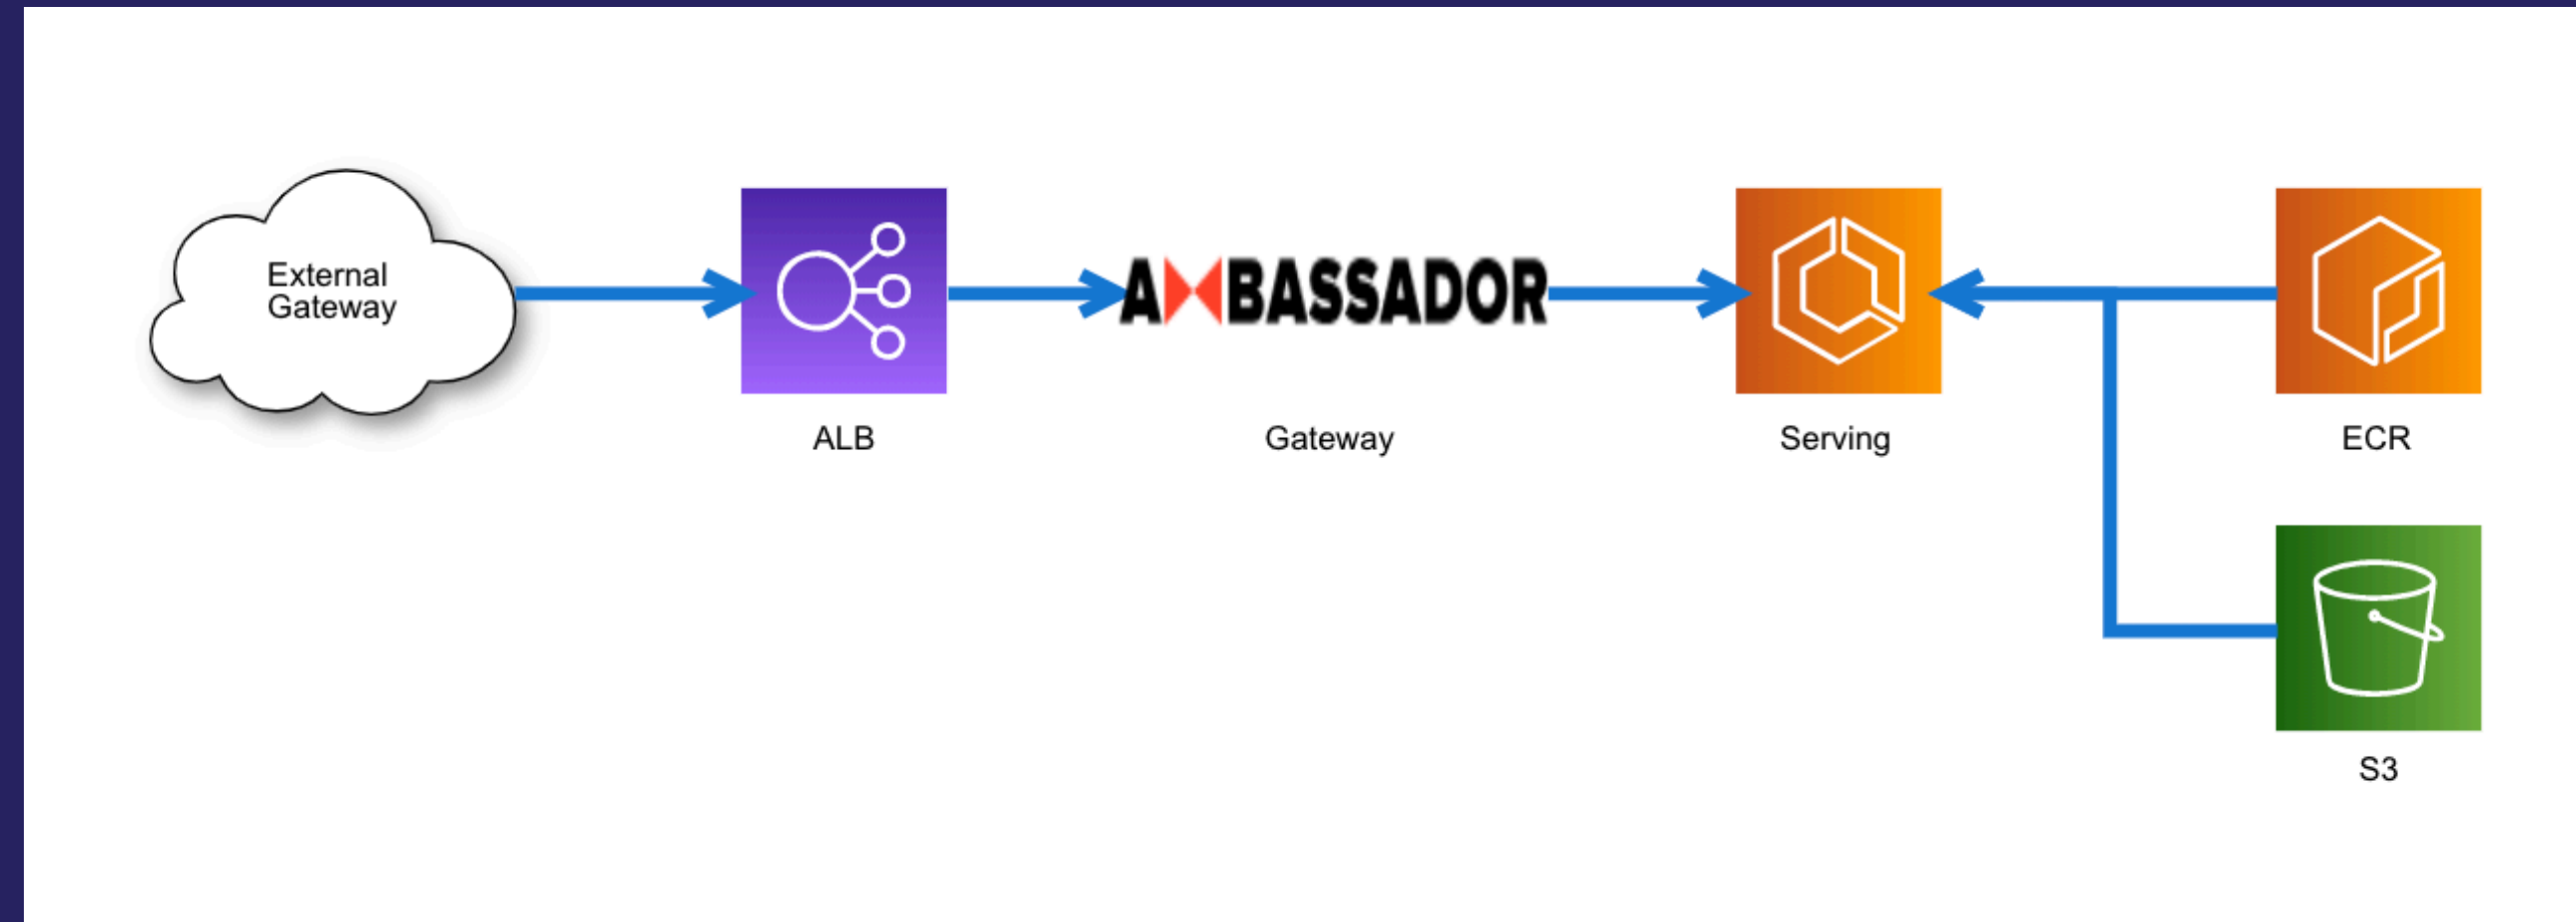 External
Gateway
AMBASSADOR
ALB
Gateway
Serving
ECR
S3